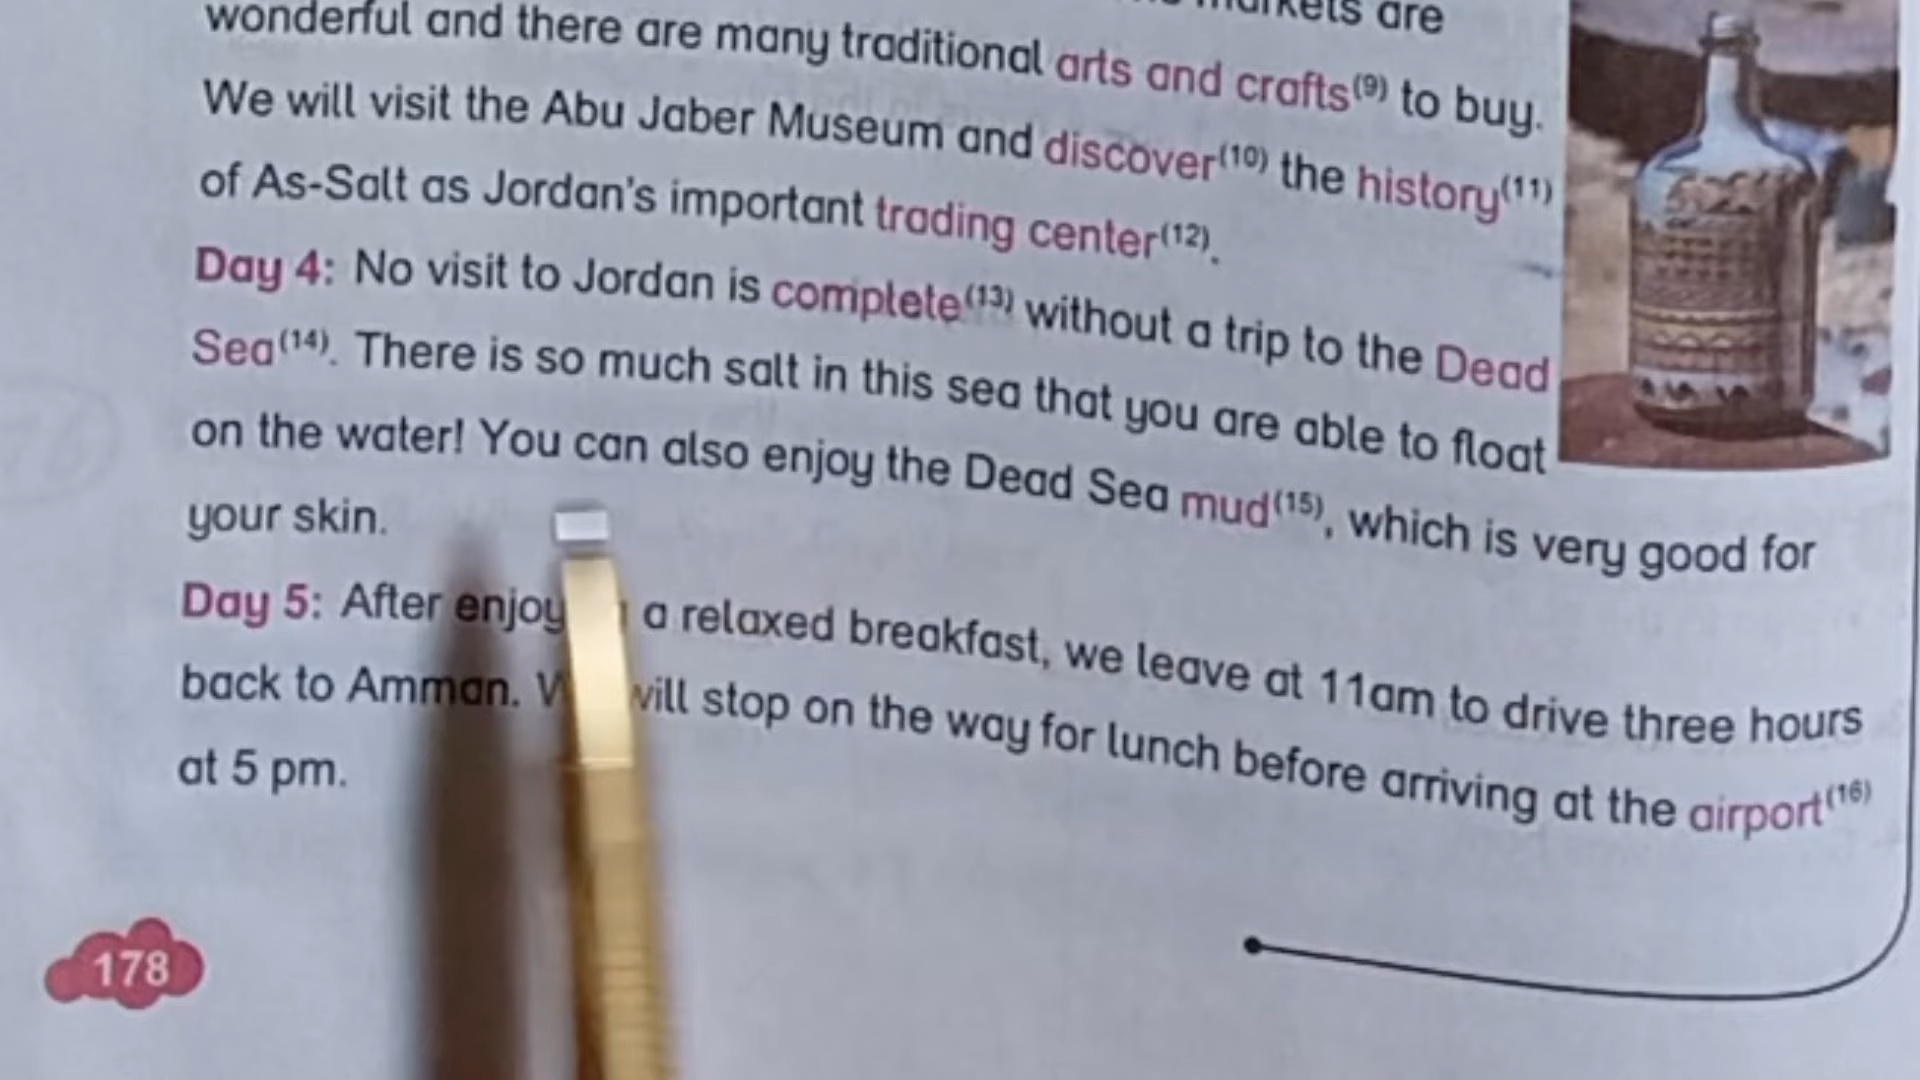 markets are
wonderful and there are many traditional arts and crafts(9) to buy.
We will visit the Abu Jaber Museum and discover(10) the history(11)
of As-Salt as Jordan's important trading center(12).
Day 4: No visit to Jordan is complete(13) without a trip to the Dead
Sea(14). There is so much salt in this sea that you are able to float
on the water! You can also enjoy the Dead Sea mud(15), which is very good for
your skin.
Day 5: After enjoy a relaxed breakfast, we leave at 11am to drive three hours
back to Amman. will stop on the way for lunch before arriving at the airport(16)
at 5 pm.
178